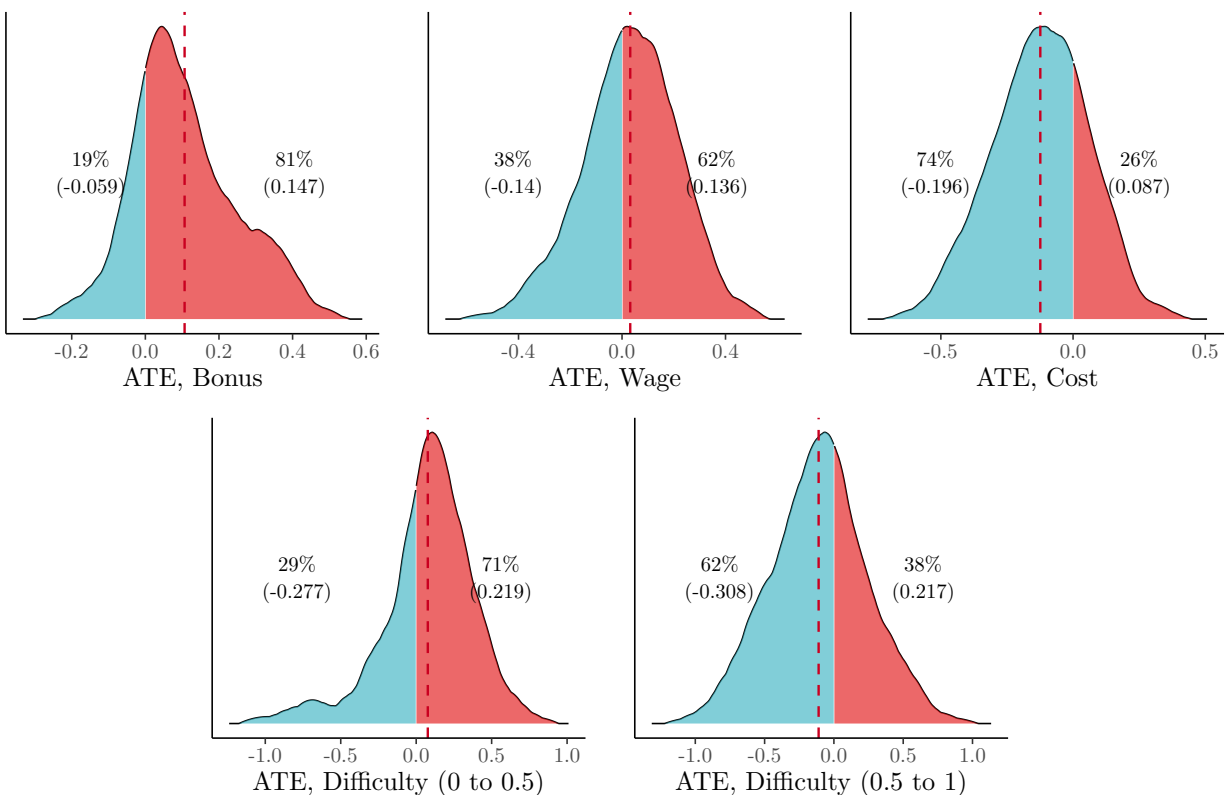 19% 81%
(-0.059) (0.147)
-0.2 0.0 0.2 0.4 0.6
ATE, Bonus
38% 62%
(-0.14) (0.136)
-0.4 0.0 0.4
ATE, Wage
74% 26%
(-0.196) (0.087)
-0.5 0.0 0.5
ATE, Cost
29% 71%
(-0.277) (0.219)
-1.0 -0.5 0.0 0.5 1.0
ATE, Difficulty (0 to 0.5)
62% 38%
(-0.308) (0.217)
-1.0 -0.5 0.0 0.5 1.0
ATE, Difficulty (0.5 to 1)